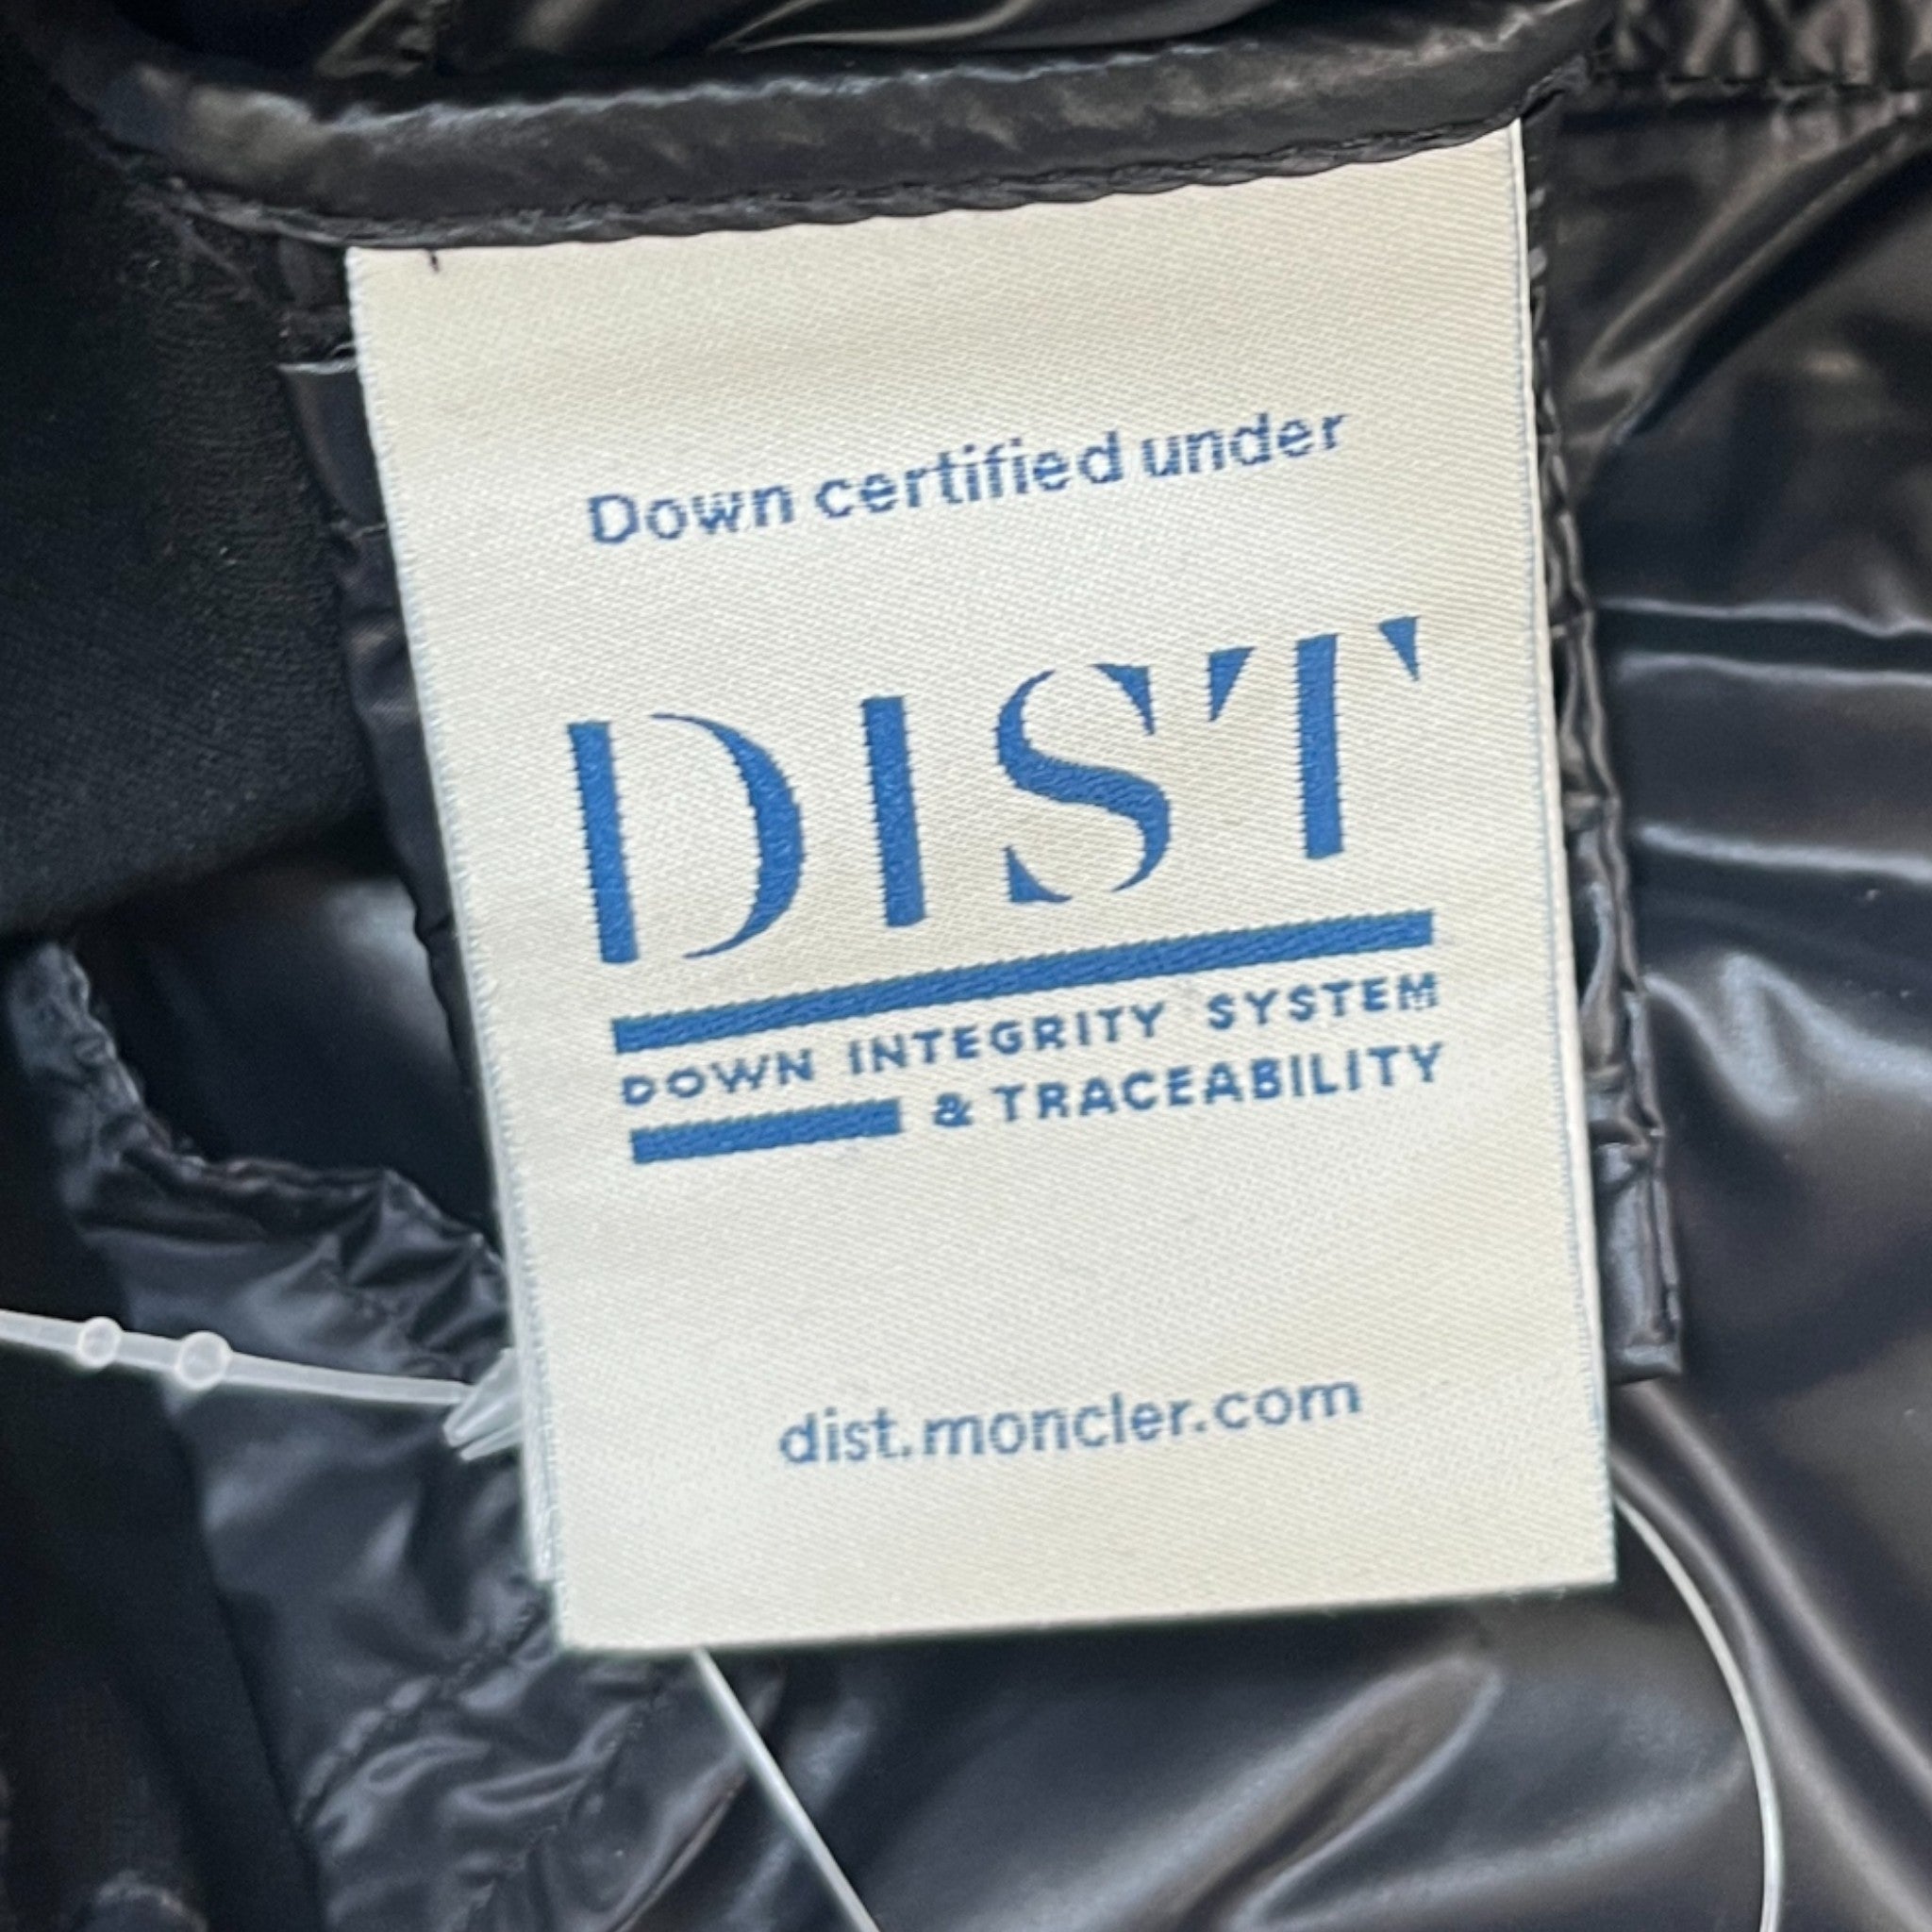 Down certified under
DIST
DOWN INTEGRITY SYSTEM
& TRACEABILITY
dist.moncler.com